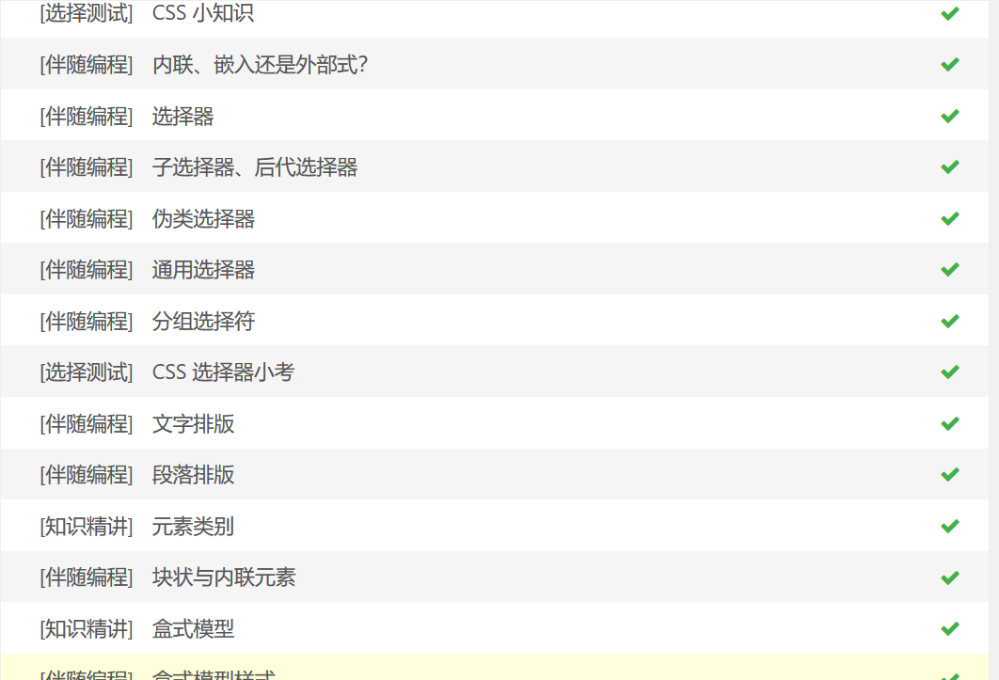 [选择测试] CSS 小知识
[伴随编程] 内联、嵌入还是外部式？
[伴随编程] 选择器
[伴随编程] 子选择器、后代选择器
[伴随编程] 伪类选择器
[伴随编程] 通用选择器
[伴随编程] 分组选择符
[选择测试] CSS 选择器小考
[伴随编程] 文字排版
[伴随编程] 段落排版
[知识精讲] 元素类别
[伴随编程] 块状与内联元素
[知识精讲] 盒式模型
[伴随编程] 盒式模型样式